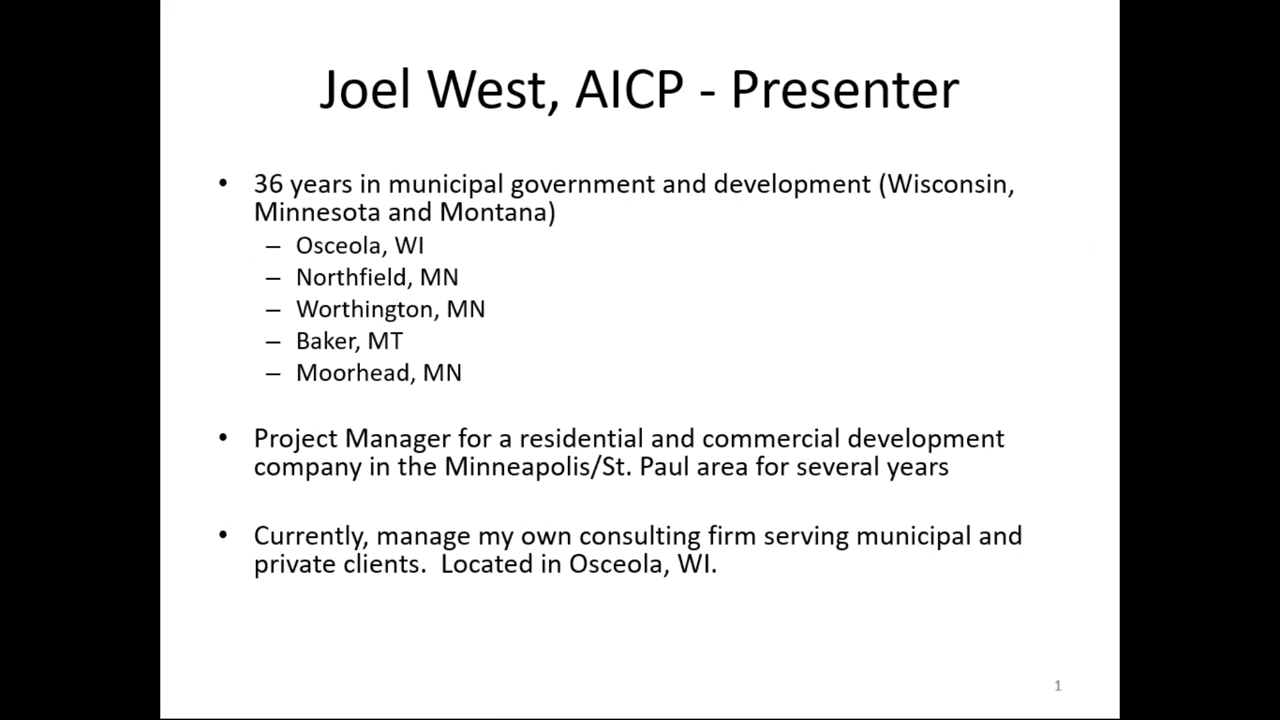 Joel West, AICP - Presenter
• 36 years in municipal government and development (Wisconsin,
Minnesota and Montana)
– Osceola, WI
– Northfield, MN
– Worthington, MN
– Baker, MT
– Moorhead, MN
• Project Manager for a residential and commercial development
company in the Minneapolis/St. Paul area for several years
• Currently, manage my own consulting firm serving municipal and
private clients.  Located in Osceola, WI.
1